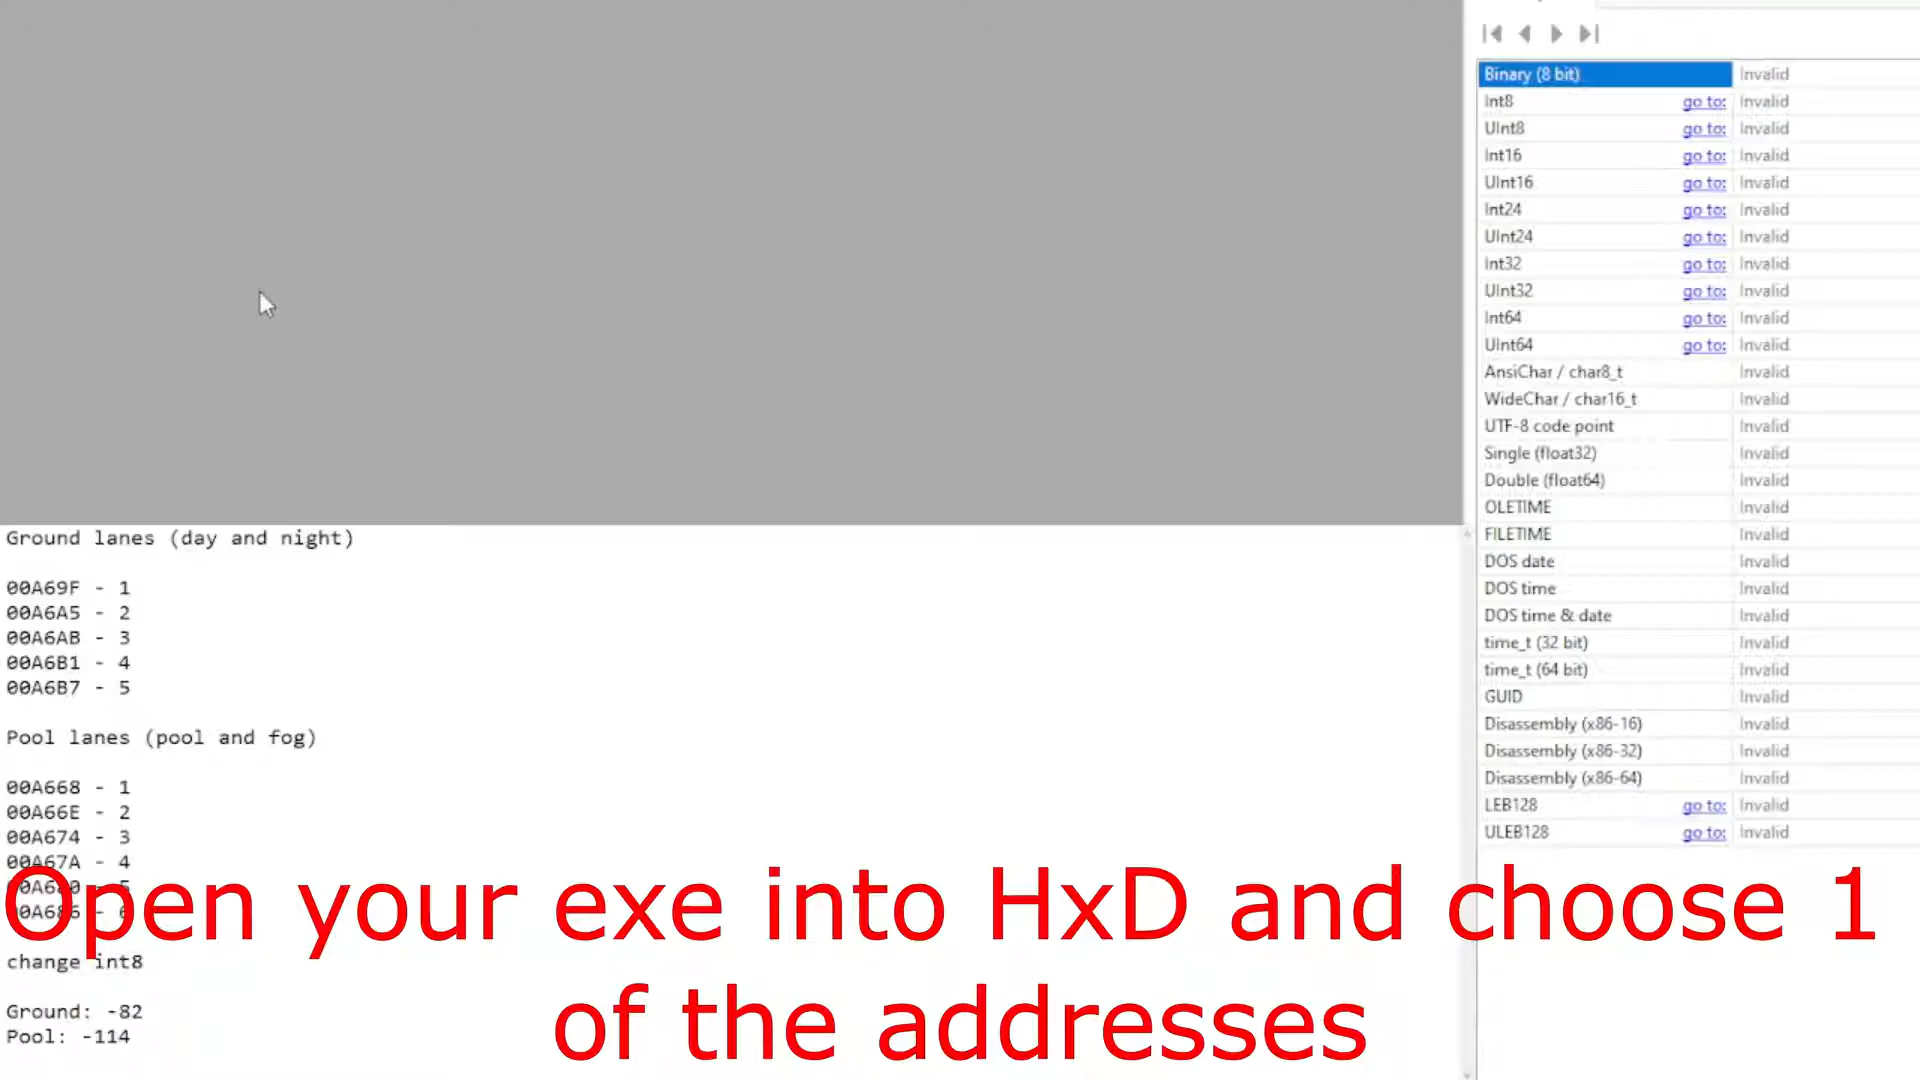 Binary (8 bit) Invalid
Int8 go to: Invalid
UInt8 go to: Invalid
Int16 go to: Invalid
UInt16 go to: Invalid
Int24 go to: Invalid
UInt24 go to: Invalid
Int32 go to: Invalid
UInt32 go to: Invalid
Int64 go to: Invalid
UInt64 go to: Invalid
AnsiChar / char8_t Invalid
WideChar / char16_t Invalid
UTF-8 code point Invalid
Single (float32) Invalid
Double (float64) Invalid
OLETIME Invalid
FILETIME Invalid
DOS date Invalid
DOS time Invalid
DOS time & date Invalid
time_t (32 bit) Invalid
time_t (64 bit) Invalid
GUID Invalid
Disassembly (x86-16) Invalid
Disassembly (x86-32) Invalid
Disassembly (x86-64) Invalid
LEB128 go to: Invalid
ULEB128 go to: Invalid
Ground lanes (day and night)
00A69F - 1
00A6A5 - 2
00A6AB - 3
00A6B1 - 4
00A6B7 - 5
Pool lanes (pool and fog)
00A668 - 1
00A66E - 2
00A674 - 3
00A67A - 4
00A680 - 5
00A686 - 6
change int8
Ground: -82
Pool: -114
Open your exe into HxD and choose 1
of the addresses